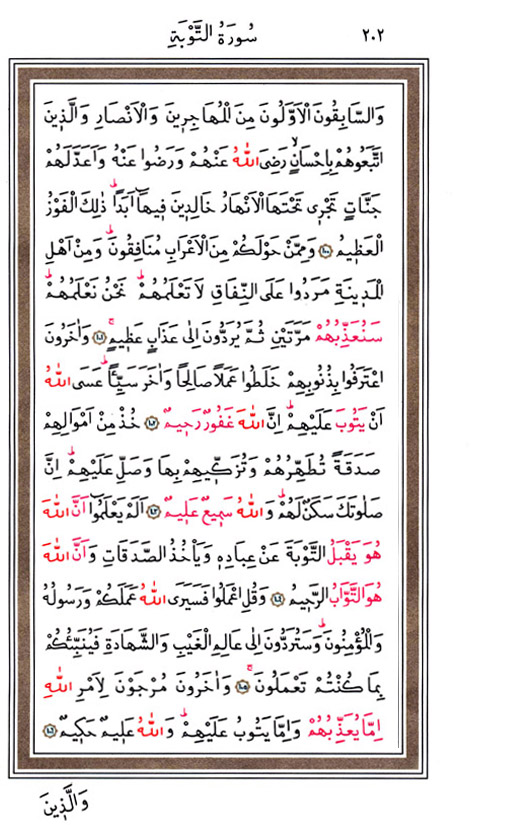 ٢٠٢ سُورَةُ التَّوْبَةِ
وَالسَّابِقُونَ الْاَوَّلُونَ مِنَ الْمُهَاجِرٖينَ وَالْاَنْصَارِ وَالَّذٖينَ
اتَّبَعُوهُمْ بِاِحْسَانٍۙ رَضِيَ اللّٰهُ عَنْهُمْ وَرَضُوا عَنْهُ وَاَعَدَّ لَهُمْ
جَنَّاتٍ تَجْرٖى تَحْتَهَا الْاَنْهَارُ خَالِدٖينَ فٖيهَٓا اَبَدًاؕ ذٰلِكَ الْفَوْزُ
الْعَظٖيمُ ﴿١٠٠﴾ وَمِمَّنْ حَوْلَكُمْ مِنَ الْاَعْرَابِ مُنَافِقُونَؕ وَمِنْ اَهْلِ
الْمَدٖينَةِ مَرَدُوا عَلَى النِّفَاقِ لَا تَعْلَمُهُمْؕ نَحْنُ نَعْلَمُهُمْؕ
سَنُعَذِّبُهُمْ مَرَّتَيْنِ ثُمَّ يُرَدُّونَ اِلٰى عَذَابٍ عَظٖيمٍۚ ﴿١٠١﴾ وَاٰخَرُونَ
اعْتَرَفُوا بِذُنُوبِهِمْ خَلَطُوا عَمَلًا صَالِحًا وَاٰخَرَ سَيِّئًاؕ عَسَى اللّٰهُ
اَنْ يَتُوبَ عَلَيْهِمْؕ اِنَّ اللّٰهَ غَفُورٌ رَحٖيمٌ ﴿١٠٢﴾ خُذْ مِنْ اَمْوَالِهِمْ
صَدَقَةً تُطَهِّرُهُمْ وَتُزَكّٖيهِمْ بِهَا وَصَلِّ عَلَيْهِمْؕ اِنَّ
صَلٰوتَكَ سَكَنٌ لَهُمْؕ وَاللّٰهُ سَمٖيعٌ عَلٖيمٌ ﴿١٠٣﴾ اَلَمْ يَعْلَمُٓوا اَنَّ اللّٰهَ
هُوَ يَقْبَلُ التَّوْبَةَ عَنْ عِبَادِهٖ وَيَأْخُذُ الصَّدَقَاتِ وَاَنَّ اللّٰهَ
هُوَ التَّوَّابُ الرَّحٖيمُ ﴿١٠٤﴾ وَقُلِ اعْمَلُوا فَسَيَرَى اللّٰهُ عَمَلَكُمْ وَرَسُولُهُ
وَالْمُؤْمِنُونَؕ وَسَتُرَدُّونَ اِلٰى عَالِمِ الْغَيْبِ وَالشَّهَادَةِ فَيُنَبِّئُكُمْ
بِمَا كُنْتُمْ تَعْمَلُونَۚ ﴿١٠٥﴾ وَاٰخَرُونَ مُرْجَوْنَ لِاَمْرِ اللّٰهِ
اِمَّا يُعَذِّبُهُمْ وَاِمَّا يَتُوبُ عَلَيْهِمْؕ وَاللّٰهُ عَلٖيمٌ حَكٖيمٌ ﴿١٠٦﴾
وَالَّذٖينَ